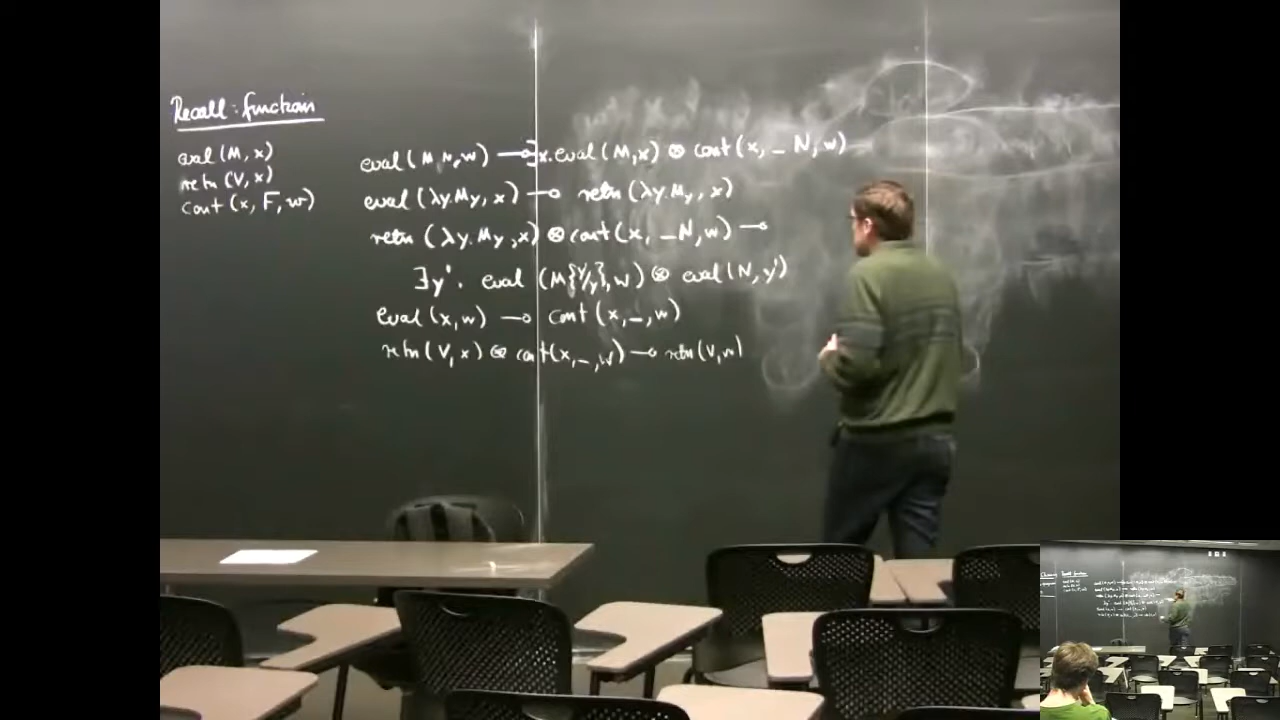 Recall: function
eval (M, x)
retn (V, x)
cont (x, F, w)
eval (M N, w) ⊸ ∃x. eval (M, x) ⊗ cont (x, _ N, w)
eval (λy.My, x) ⊸ retn (λy.My, x)
retn (λy.My, x) ⊗ cont (x, _ N, w) ⊸
∃y'. eval (M{y'/y}, w) ⊗ eval (N, y')
eval (x, w) ⊸ cont (x, _, w)
retn (V, x) ⊗ cont (x, _, w) ⊸ retn (V, w)